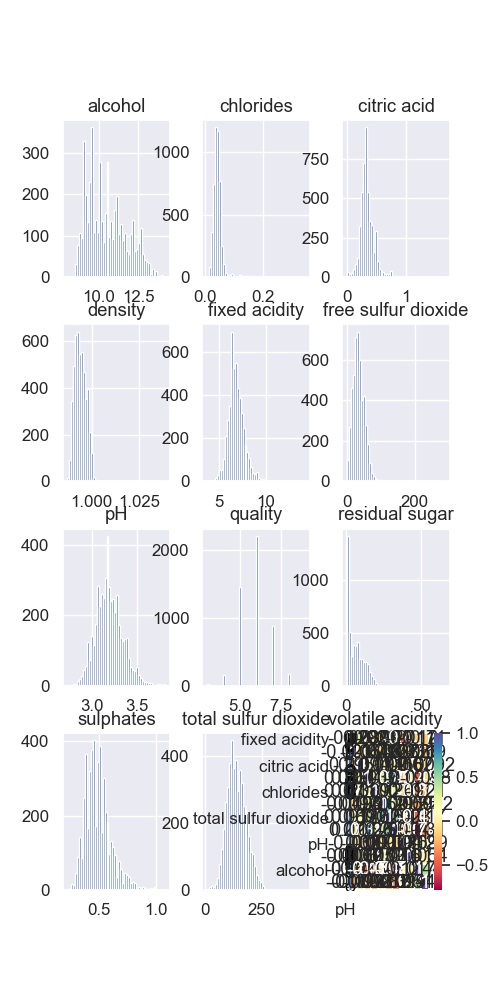 alcohol
chlorides
citric acid
300
200
100
0
10.0 12.5
1000
500
0
0.0 0.2
750
500
250
0
0 1
density
fixed acidity
free sulfur dioxide
600
400
200
0
1.000 1.025
600
400
200
0
5 10
600
400
200
0
0 200
pH
quality
residual sugar
400
200
0
3.0 3.5
2000
1000
0
5.0 7.5
1000
500
0
0 50
sulphates
total sulfur dioxide
volatile acidity
400
200
0
0.5 1.0
400
200
0
0 250
fixed acidity
citric acid
chlorides
total sulfur dioxide
pH
alcohol
pH
1.0
0.5
0.0
−0.5